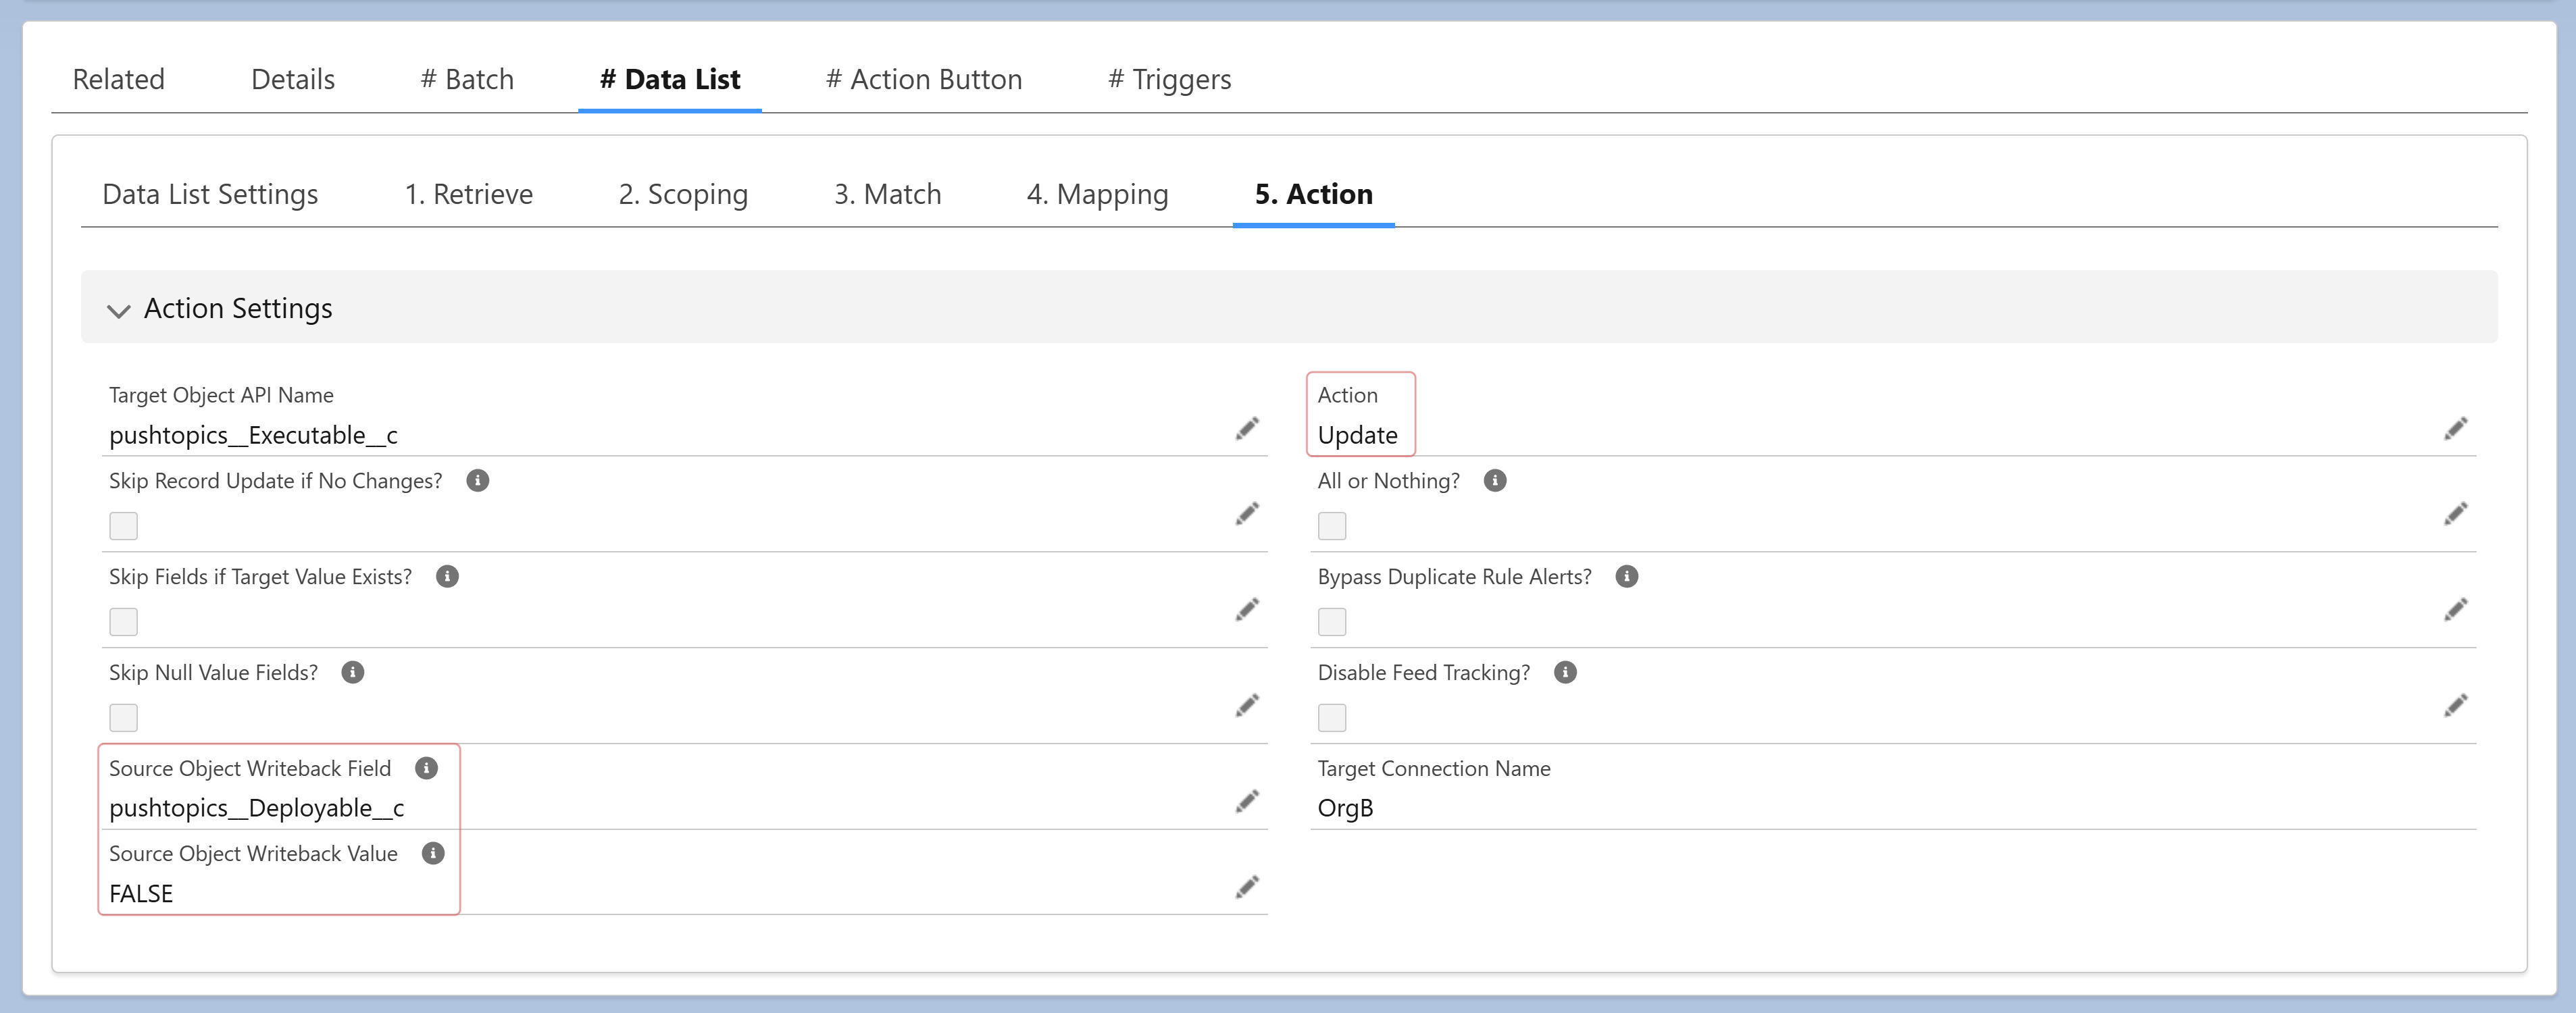 Related Details # Batch # Data List # Action Button # Triggers
Data List Settings 1. Retrieve 2. Scoping 3. Match 4. Mapping 5. Action
Action Settings
Target Object API Name
pushtopics__Executable__c
Action
Update
Skip Record Update if No Changes?
All or Nothing?
Skip Fields if Target Value Exists?
Bypass Duplicate Rule Alerts?
Skip Null Value Fields?
Disable Feed Tracking?
Source Object Writeback Field
pushtopics__Deployable__c
Target Connection Name
OrgB
Source Object Writeback Value
FALSE